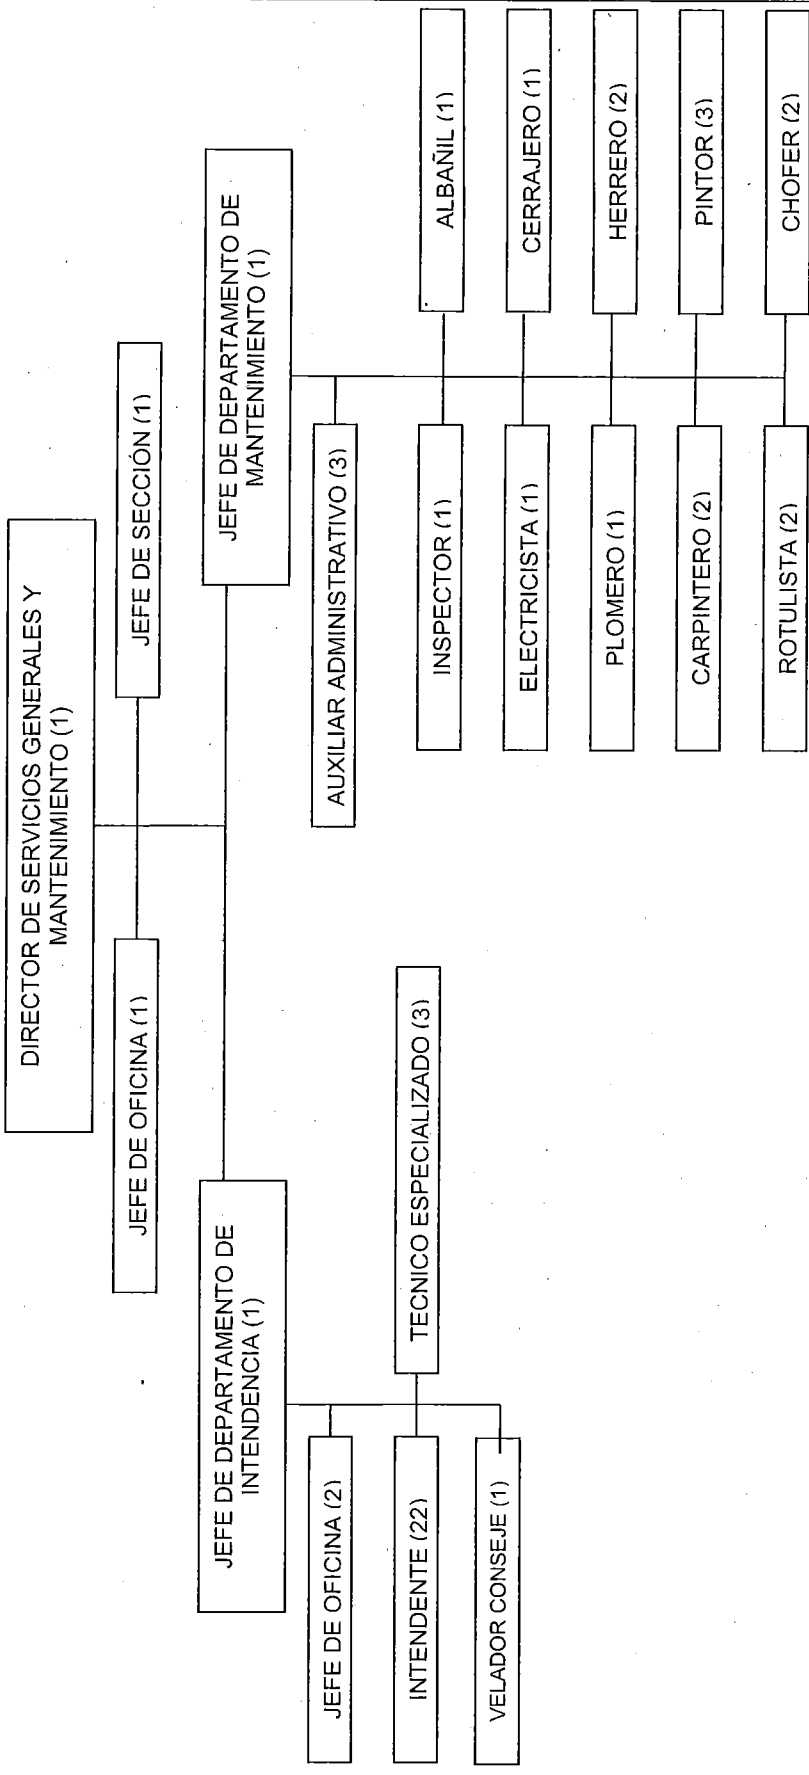 DIRECTOR DE SERVICIOS GENERALES Y
MANTENIMIENTO (1)
JEFE DE OFICINA (1)
JEFE DE SECCIÓN (1)
JEFE DE DEPARTAMENTO DE
INTENDENCIA (1)
JEFE DE DEPARTAMENTO DE
MANTENIMIENTO (1)
JEFE DE OFICINA (2)
INTENDENTE (22)
TECNICO ESPECIALIZADO (3)
VELADOR CONSEJE (1)
AUXILIAR ADMINISTRATIVO (3)
INSPECTOR (1)
ALBAÑIL (1)
ELECTRICISTA (1)
CERRAJERO (1)
PLOMERO (1)
HERRERO (2)
CARPINTERO (2)
PINTOR (3)
ROTULISTA (2)
CHOFER (2)